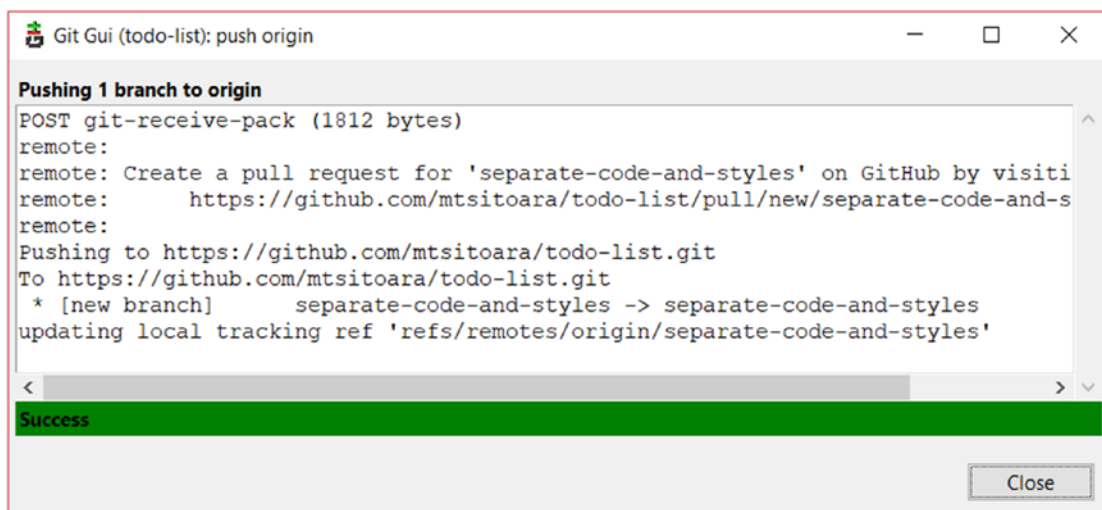 Git Gui (todo-list): push origin
Pushing 1 branch to origin
POST git-receive-pack (1812 bytes)
remote:
remote: Create a pull request for 'separate-code-and-styles' on GitHub by visiti
remote:      https://github.com/mtsitoara/todo-list/pull/new/separate-code-and-s
remote:
Pushing to https://github.com/mtsitoara/todo-list.git
To https://github.com/mtsitoara/todo-list.git
 * [new branch]      separate-code-and-styles -> separate-code-and-styles
updating local tracking ref 'refs/remotes/origin/separate-code-and-styles'
Success
Close